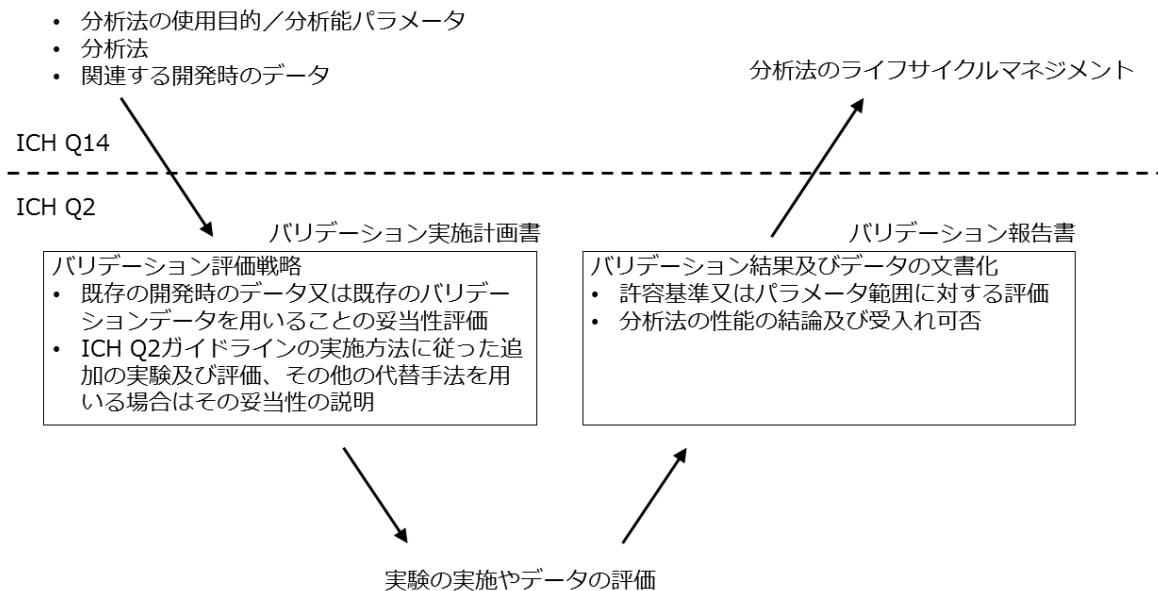 • 分析法の使用目的／分析能パラメータ
• 分析法
• 関連する開発時のデータ
分析法のライフサイクルマネジメント
ICH Q14
ICH Q2
バリデーション実施計画書
バリデーション評価戦略
• 既存の開発時のデータ又は既存のバリデー
ションデータを用いることの妥当性評価
• ICH Q2ガイドラインの実施方法に従った追
加の実験及び評価、その他の代替手法を用
いる場合はその妥当性の説明
バリデーション報告書
バリデーション結果及びデータの文書化
• 許容基準又はパラメータ範囲に対する評価
• 分析法の性能の結論及び受入れ可否
実験の実施やデータの評価